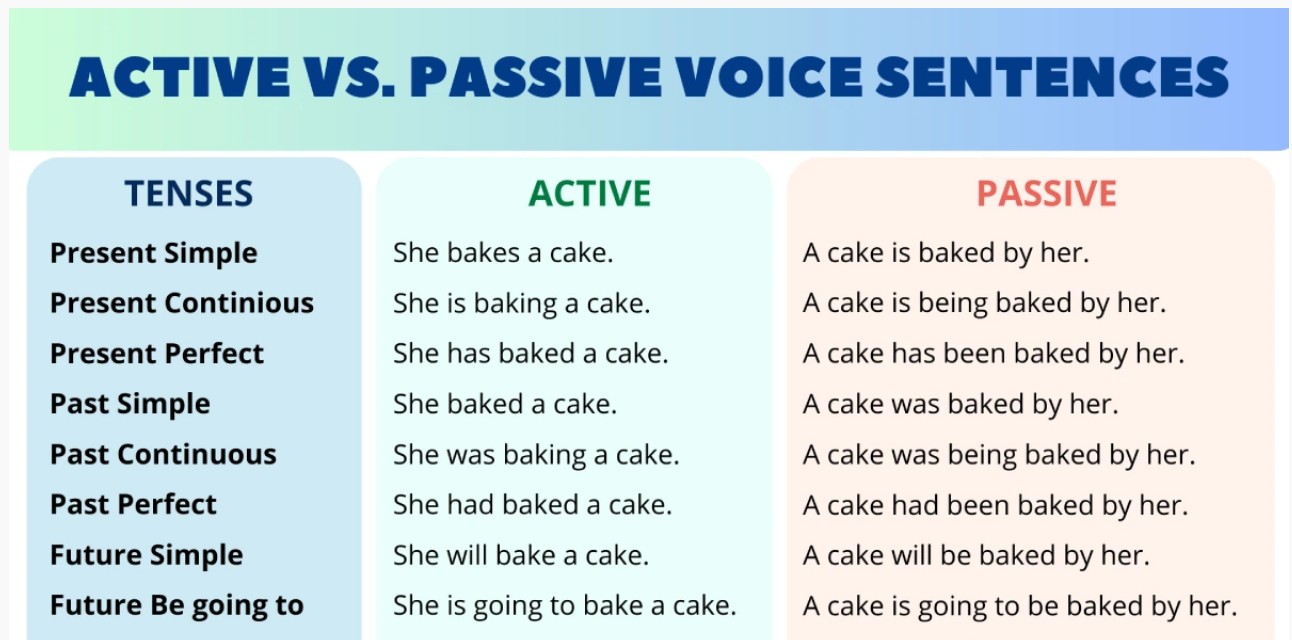 ACTIVE VS. PASSIVE VOICE SENTENCES
TENSES ACTIVE PASSIVE
Present Simple She bakes a cake. A cake is baked by her.
Present Continious She is baking a cake. A cake is being baked by her.
Present Perfect She has baked a cake. A cake has been baked by her.
Past Simple She baked a cake. A cake was baked by her.
Past Continuous She was baking a cake. A cake was being baked by her.
Past Perfect She had baked a cake. A cake had been baked by her.
Future Simple She will bake a cake. A cake will be baked by her.
Future Be going to She is going to bake a cake. A cake is going to be baked by her.